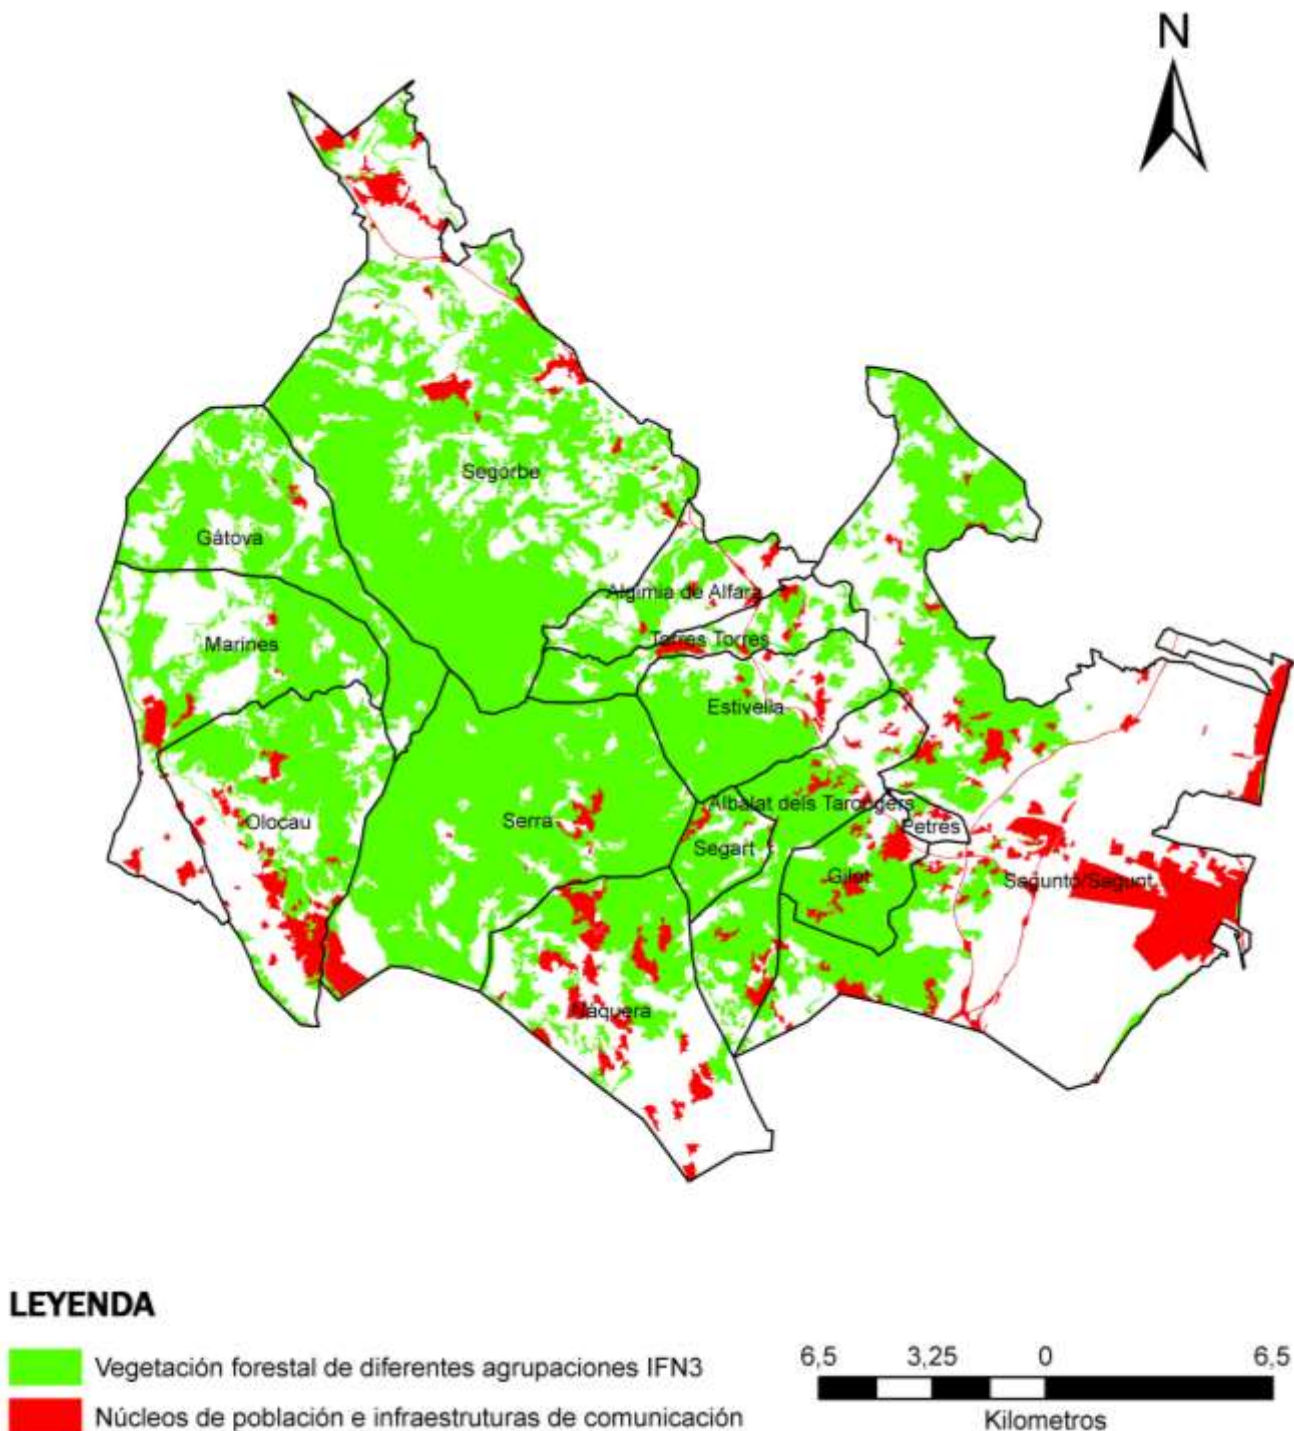 N
Segorbe
Gátova
Algimia de Alfara
Marines
Torres Torres
Estivella
Albalat dels Tarongers
Serra
Olocau
Petrés
Segart
Gilet
Sagunto/Sagunt
Náquera
LEYENDA
Vegetación forestal de diferentes agrupaciones IFN3
Núcleos de población e infraestruturas de comunicación
6,5 3,25 0 6,5
Kilometros